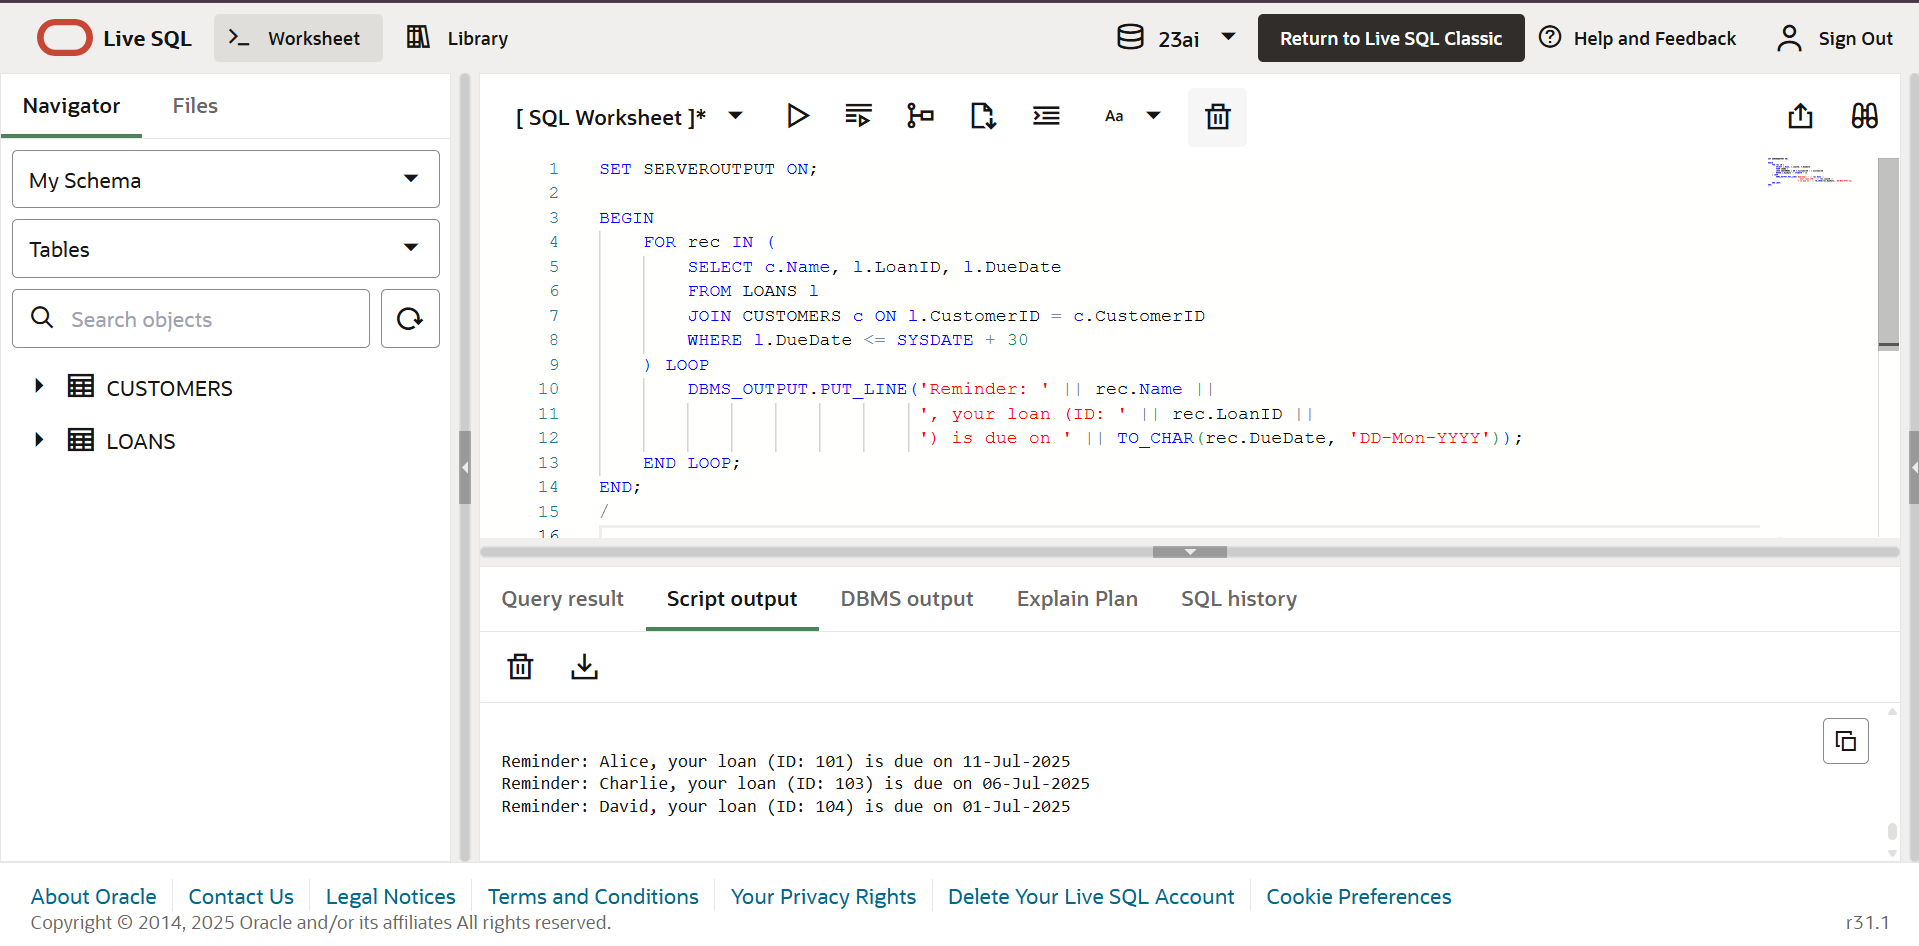 Live SQL
Worksheet
Library
23ai
Return to Live SQL Classic
Help and Feedback
Sign Out
Navigator
Files
My Schema
Tables
Search objects
CUSTOMERS
LOANS
[ SQL Worksheet ]*
Aa
1 SET SERVEROUTPUT ON;
2
3 BEGIN
4 FOR rec IN (
5 SELECT c.Name, l.LoanID, l.DueDate
6 FROM LOANS l
7 JOIN CUSTOMERS c ON l.CustomerID = c.CustomerID
8 WHERE l.DueDate <= SYSDATE + 30
9 ) LOOP
10 DBMS_OUTPUT.PUT_LINE('Reminder: ' || rec.Name ||
11 ', your loan (ID: ' || rec.LoanID ||
12 ') is due on ' || TO_CHAR(rec.DueDate, 'DD-Mon-YYYY'));
13 END LOOP;
14 END;
15 /
16
Query result
Script output
DBMS output
Explain Plan
SQL history
Reminder: Alice, your loan (ID: 101) is due on 11-Jul-2025
Reminder: Charlie, your loan (ID: 103) is due on 06-Jul-2025
Reminder: David, your loan (ID: 104) is due on 01-Jul-2025
About Oracle
Contact Us
Legal Notices
Terms and Conditions
Your Privacy Rights
Delete Your Live SQL Account
Cookie Preferences
Copyright © 2014, 2025 Oracle and/or its affiliates All rights reserved.
r31.1